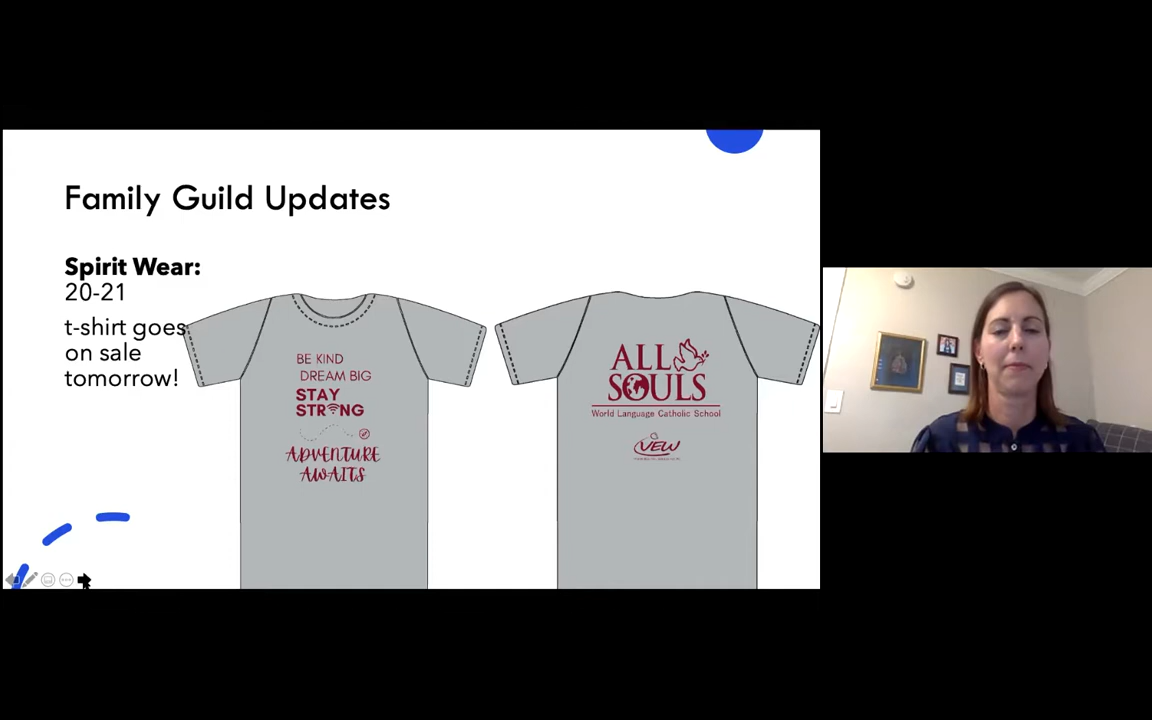 Family Guild Updates
Spirit Wear:
20-21
t-shirt goes
on sale
tomorrow!
BE KIND
DREAM BIG
STAY
STRONG
ADVENTURE
AWAITS
ALL
SOULS
World Language Catholic School
VEW